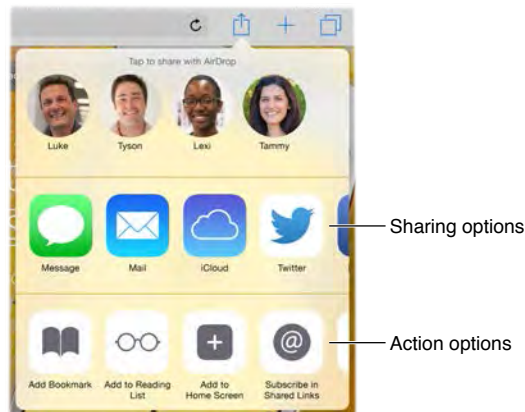 Tap to share with AirDrop
Luke Tyson Lexi Tammy
Sharing options
Message Mail iCloud Twitter
Action options
Add Bookmark Add to Reading List Add to Home Screen Subscribe in Shared Links